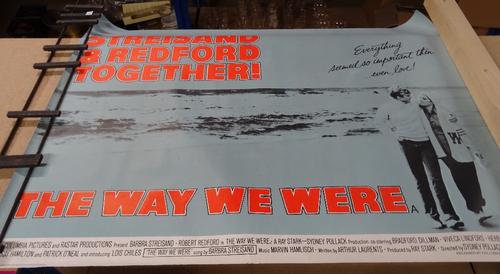 STREISAND
& REDFORD
TOGETHER!
Everything
seemed so important then
even love!
THE WAY WE WERE A
COLUMBIA PICTURES and RASTAR PRODUCTIONS Present BARBRA STREISAND · ROBERT REDFORD in "THE WE WERE" A RAY STARK—SYDNEY POLLACK Production co-starring BRADFORD DILLMAN · VIVECA LINDFORS · HERB
HAMILTON and PATRICK O'NEAL and introducing LOIS CHILES "THE WAY WE WERE" sung by BARBRA STREISAND Music MARVIN HAMLISCH Written by ARTHUR LAURENTS Produced by RAY STARK Directed by SYDNEY POLLACK